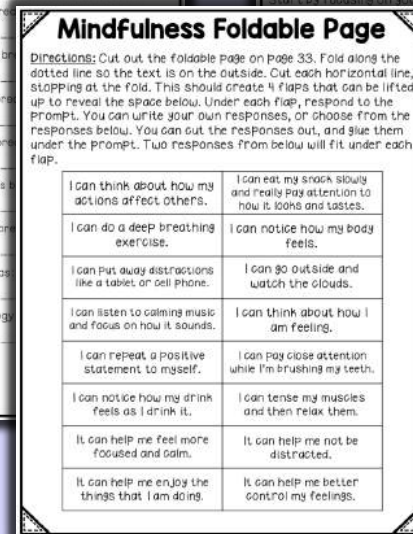 Mindfulness Foldable Page
Directions: Cut out the foldable page on page 33. Fold along the
dotted line so the text is on the outside. Cut each horizontal line,
stopping at the fold. This should create 4 flaps that can be lifted
up to reveal the space below. Under each flap, respond to the
prompt. You can write your own responses, or choose from the
responses below. You can cut the responses out, and glue them
under the prompt. Two responses from below will fit under each
flap.
I can think about how my
actions affect others.
I can eat my snack slowly
and really pay attention to
how it looks and tastes.
I can do a deep breathing
exercise.
I can notice how my body
feels.
I can put away distractions
like a tablet or cell phone.
I can go outside and
watch the clouds.
I can listen to calming music
and focus on how it sounds.
I can think about how I
am feeling.
I can repeat a positive
statement to myself.
I can pay close attention
while I'm brushing my teeth.
I can notice how my drink
feels as I drink it.
I can tense my muscles
and then relax them.
It can help me feel more
focused and calm.
It can help me not be
distracted.
It can help me enjoy the
things that I am doing.
It can help me better
control my feelings.